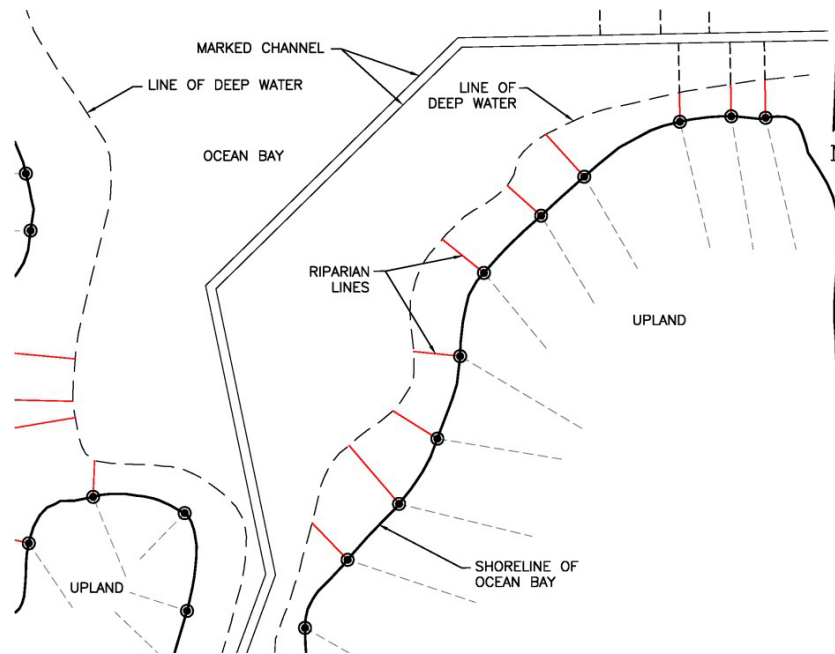 MARKED CHANNEL
LINE OF DEEP WATER
LINE OF
DEEP WATER
OCEAN BAY
RIPARIAN
LINES
UPLAND
SHORELINE OF
OCEAN BAY
UPLAND